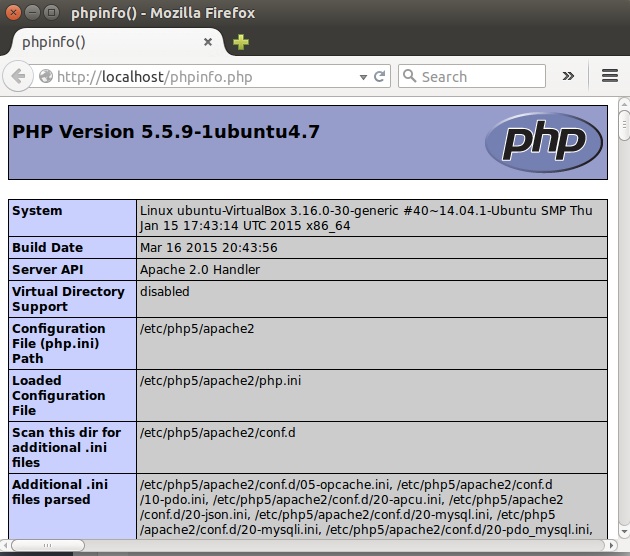 phpinfo() - Mozilla Firefox
phpinfo()
http://localhost/phpinfo.php
Search
PHP Version 5.5.9-1ubuntu4.7
php
System
Linux ubuntu-VirtualBox 3.16.0-30-generic #40~14.04.1-Ubuntu SMP Thu
Jan 15 17:43:14 UTC 2015 x86_64
Build Date
Mar 16 2015 20:43:56
Server API
Apache 2.0 Handler
Virtual Directory
Support
disabled
Configuration
File (php.ini)
Path
/etc/php5/apache2
Loaded
Configuration
File
/etc/php5/apache2/php.ini
Scan this dir for
additional .ini
files
/etc/php5/apache2/conf.d
Additional .ini
files parsed
/etc/php5/apache2/conf.d/05-opcache.ini, /etc/php5/apache2/conf.d
/10-pdo.ini, /etc/php5/apache2/conf.d/20-apcu.ini, /etc/php5/apache2
/conf.d/20-json.ini, /etc/php5/apache2/conf.d/20-mysql.ini, /etc/php5
/apache2/conf.d/20-mysqli.ini, /etc/php5/apache2/conf.d/20-pdo_mysql.ini,